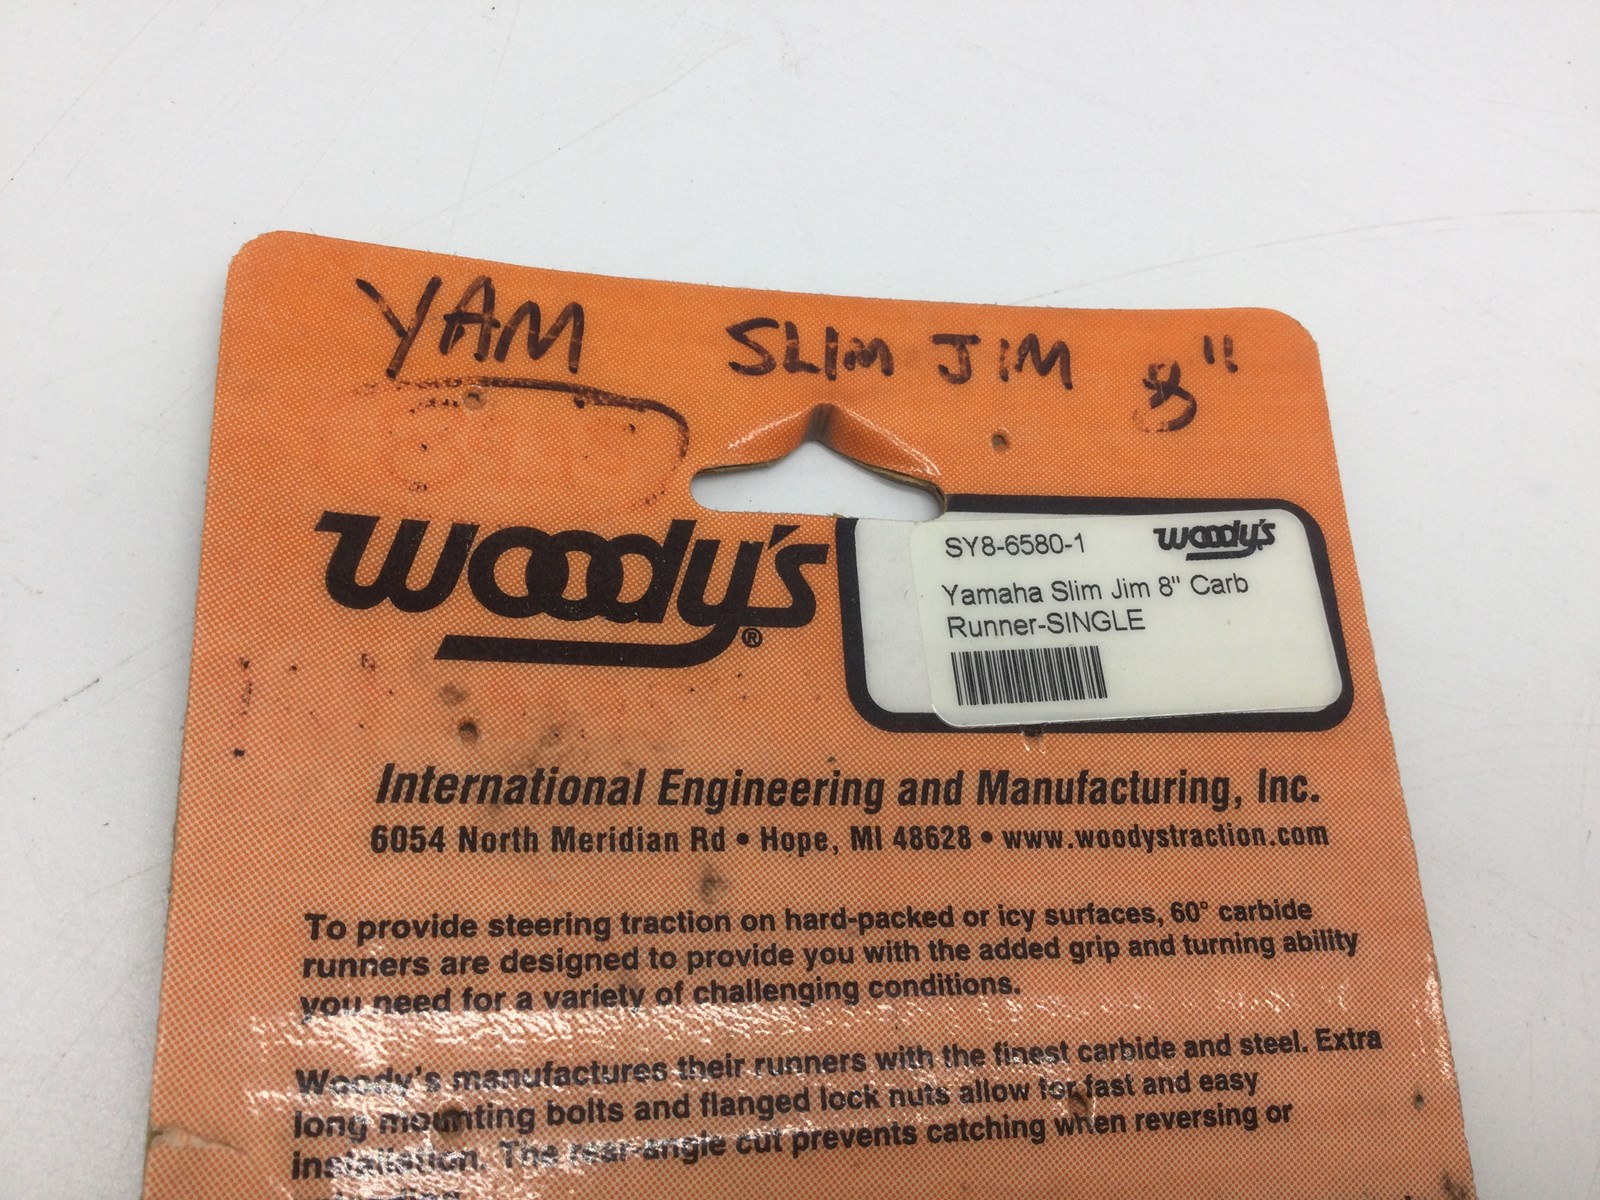 YAM SLIM JIM 8"
woody's®
SY8-6580-1 woody's
Yamaha Slim Jim 8" Carb
Runner-SINGLE
International Engineering and Manufacturing, Inc.
6054 North Meridian Rd • Hope, MI 48628 • www.woodystraction.com
To provide steering traction on hard-packed or icy surfaces, 60° carbide
runners are designed to provide you with the added grip and turning ability
you need for a variety of challenging conditions.
Woody's manufactures their runners with the finest carbide and steel. Extra
long mounting bolts and flanged lock nuts allow for fast and easy
installation. The rear-angle cut prevents catching when reversing or